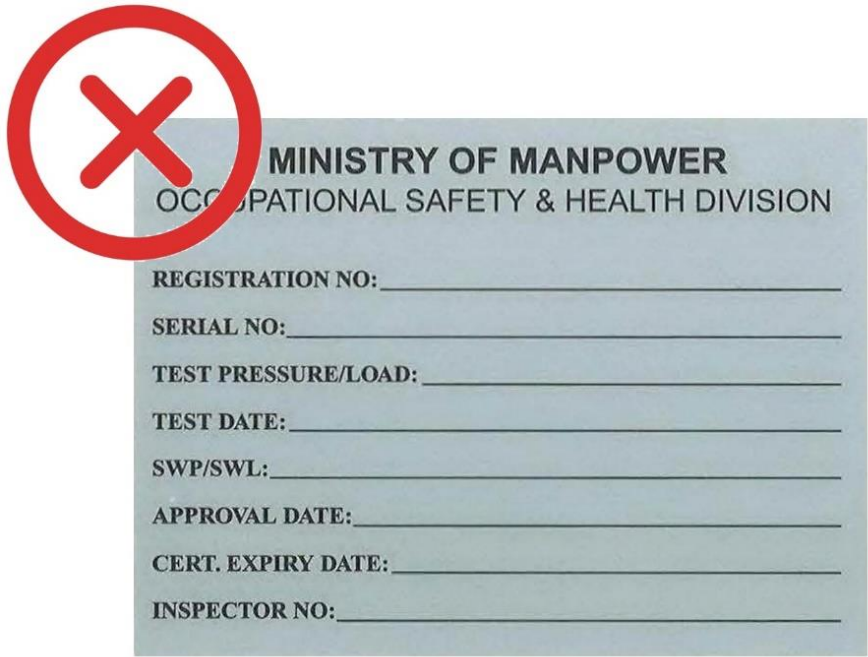 MINISTRY OF MANPOWER
OCCUPATIONAL SAFETY & HEALTH DIVISION
REGISTRATION NO:
SERIAL NO:
TEST PRESSURE/LOAD:
TEST DATE:
SWP/SWL:
APPROVAL DATE:
CERT. EXPIRY DATE:
INSPECTOR NO: